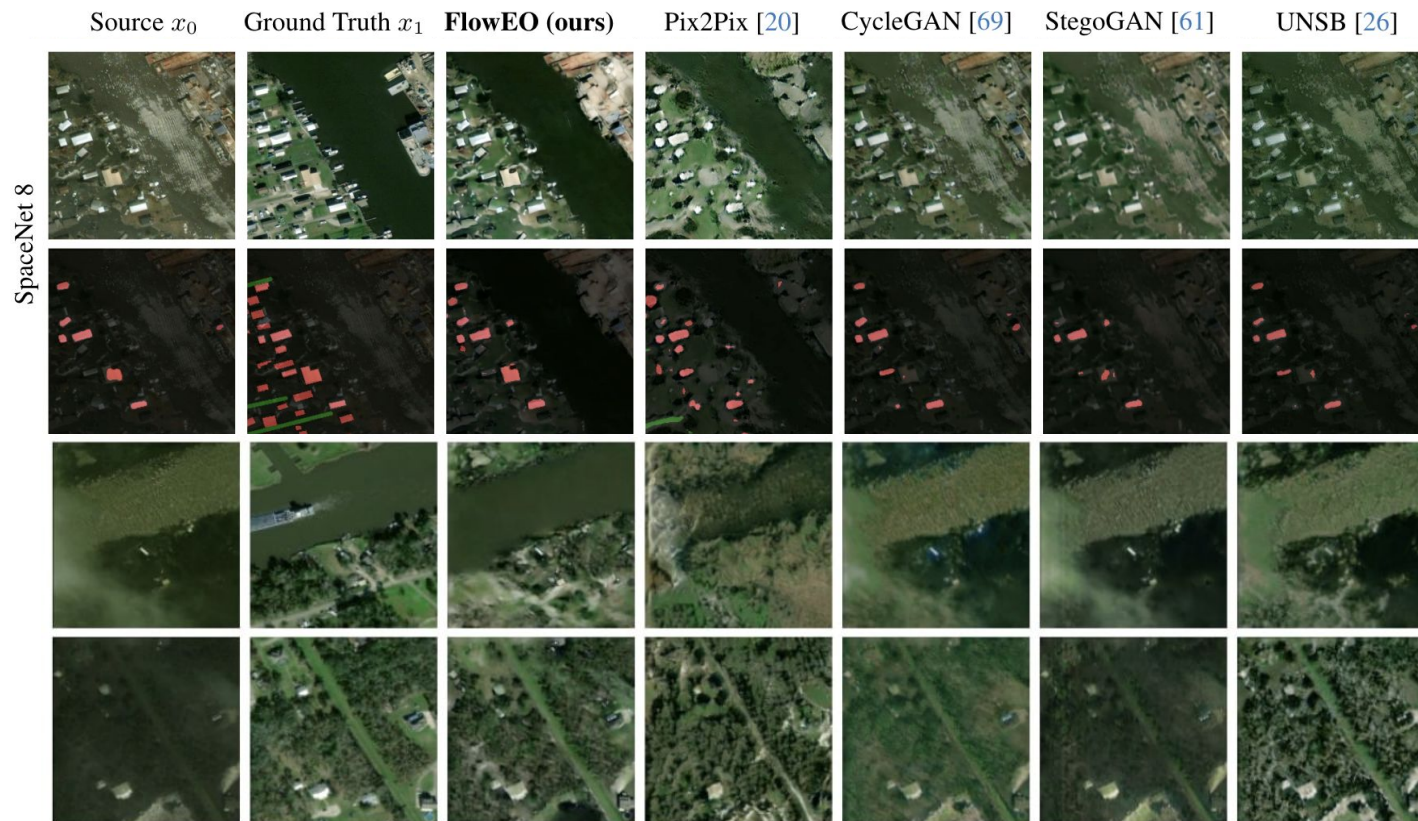 Source x₀ Ground Truth x₁ FlowEO (ours) Pix2Pix [20] CycleGAN [69] StegoGAN [61] UNSB [26]
SpaceNet 8